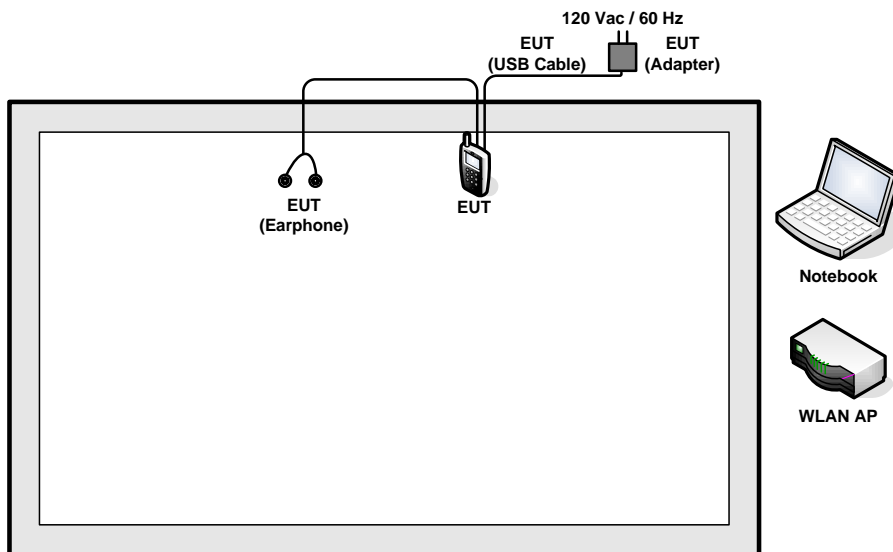 120 Vac / 60 Hz
EUT
(USB Cable)
EUT
(Adapter)
EUT
(Earphone)
EUT
Notebook
WLAN AP